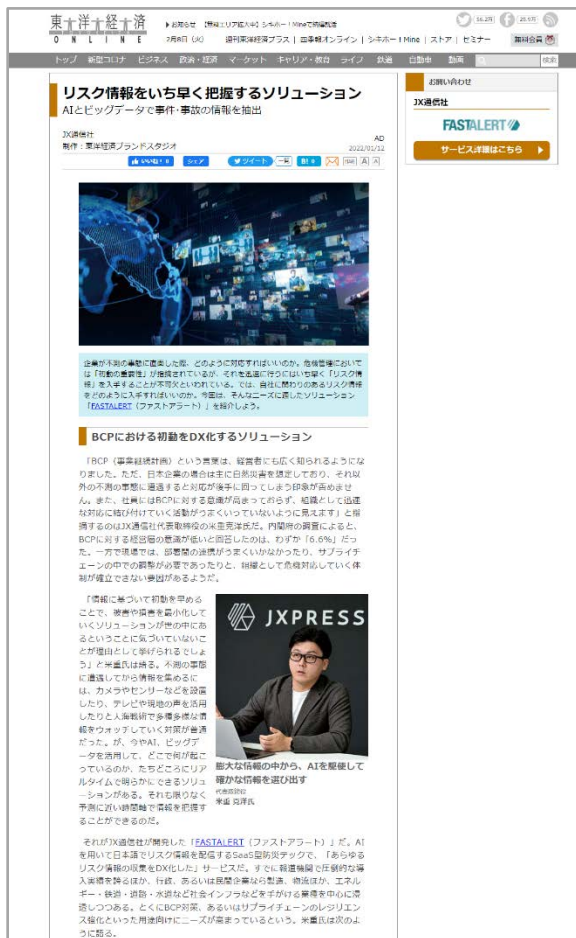 東洋経済
ONLINE
お知らせ
2月8日（火）
週刊東洋経済プラス | 四季報オンライン | シキホー！Mine | ストア | セミナー
無料会員
トップ 新型コロナ ビジネス 政治・経済 マーケット キャリア・教育 ライフ 鉄道 自動車 動画
検索
リスク情報をいち早く把握するソリューション
AIとビッグデータで事件・事故の情報を抽出
JX通信社
制作：東洋経済ブランドスタジオ
AD
2022/01/12
いいね！ 0 シェア ツイート 一覧 B! 0 印刷 A A
お問い合わせ
JX通信社
FASTALERT
サービス詳細はこちら
企業が不測の事態に直面した際、どのように対応すればいいのか。危機管理において
は「初動の重要性」が指摘されているが、それを迅速に行うにはいち早く「リスク情
報」を入手することが不可欠といわれている。では、自社に関わりのあるリスク情報
をどのように入手すればいいのか。今回は、そんなニーズに適したソリューション
「FASTALERT（ファストアラート）」を紹介しよう。
BCPにおける初動をDX化するソリューション
「BCP（事業継続計画）という言葉は、経営者にも広く知られるようにな
りました。ただ、日本企業の場合は主に自然災害を想定しており、それ以
外の不測の事態に遭遇すると対応が後手に回ってしまう印象が否めませ
ん。また、社員にはBCPに対する意識が高まっておらず、組織として迅速
な対応に結び付けていく活動がうまくいっていないように見えます」と指
摘するのはJX通信社代表取締役の米重克洋氏だ。内閣府の調査によると、
BCPに対する経営層の意識が低いと回答したのは、わずか「6.6%」だっ
た。一方で現場では、部署間の連携がうまくいかなかったり、サプライチ
ェーンの中での調整が必要であったりと、組織として危機対応していく体
制が確立できない要因があるようだ。
「情報に基づいて初動を早める
ことで、被害や損害を最小化して
いくソリューションが世の中にあ
るということに気づいていないこ
とが理由として挙げられるでしょ
う」と米重氏は語る。不測の事態
に遭遇してから情報を集めるに
は、カメラやセンサーなどを設置
したり、テレビや現地の声を活用
したりと人海戦術で多種多様な情
報をウォッチしていく対策が普通
だった。が、今やAI、ビッグデ
ータを活用して、どこで何が起こ
っているのか、たちどころにリア
ルタイムで明らかにできるソリュ
ーションがある。それも限りなく
予測に近い時間軸で情報を把握す
ることができるのだ。
JXPRESS
膨大な情報の中から、AIを駆使して
確かな情報を選び出す
代表取締役
米重 克洋氏
それがJX通信社が開発した「FASTALERT（ファストアラート）」だ。AI
を用いて日本語でリスク情報を配信するSaaS型防災テックで、「あらゆる
リスク情報の収集をDX化した」サービスだ。すでに報道機関で圧倒的な導
入実績を誇るほか、行政、あるいは民間企業なら製造、物流ほか、エネル
ギー・鉄道・道路・水道など社会インフラなどを手がける業種を中心に浸
透しつつある。とくにBCP対策、あるいはサプライチェーンのレジリエン
ス強化といった用途向けにニーズが高まっているという。米重氏は次のよ
うに語る。